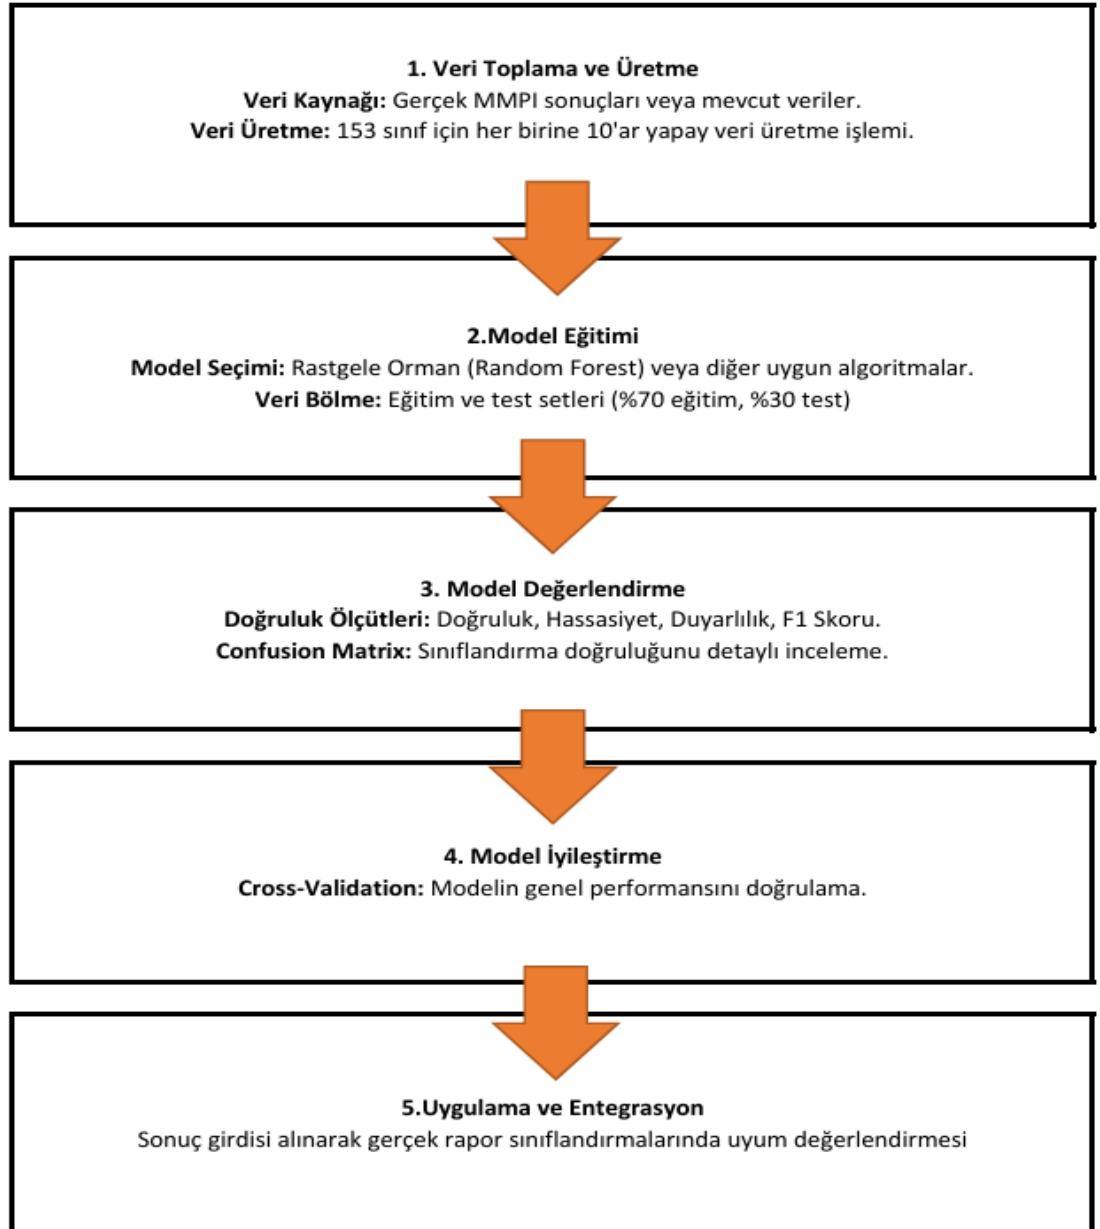 1. Veri Toplama ve Üretme
Veri Kaynağı: Gerçek MMPI sonuçları veya mevcut veriler.
Veri Üretme: 153 sınıf için her birine 10'ar yapay veri üretme işlemi.
2.Model Eğitimi
Model Seçimi: Rastgele Orman (Random Forest) veya diğer uygun algoritmalar.
Veri Bölme: Eğitim ve test setleri (%70 eğitim, %30 test)
3. Model Değerlendirme
Doğruluk Ölçütleri: Doğruluk, Hassasiyet, Duyarlılık, F1 Skoru.
Confusion Matrix: Sınıflandırma doğruluğunu detaylı inceleme.
4. Model İyileştirme
Cross-Validation: Modelin genel performansını doğrulama.
5.Uygulama ve Entegrasyon
Sonuç girdisi alınarak gerçek rapor sınıflandırmalarında uyum değerlendirmesi